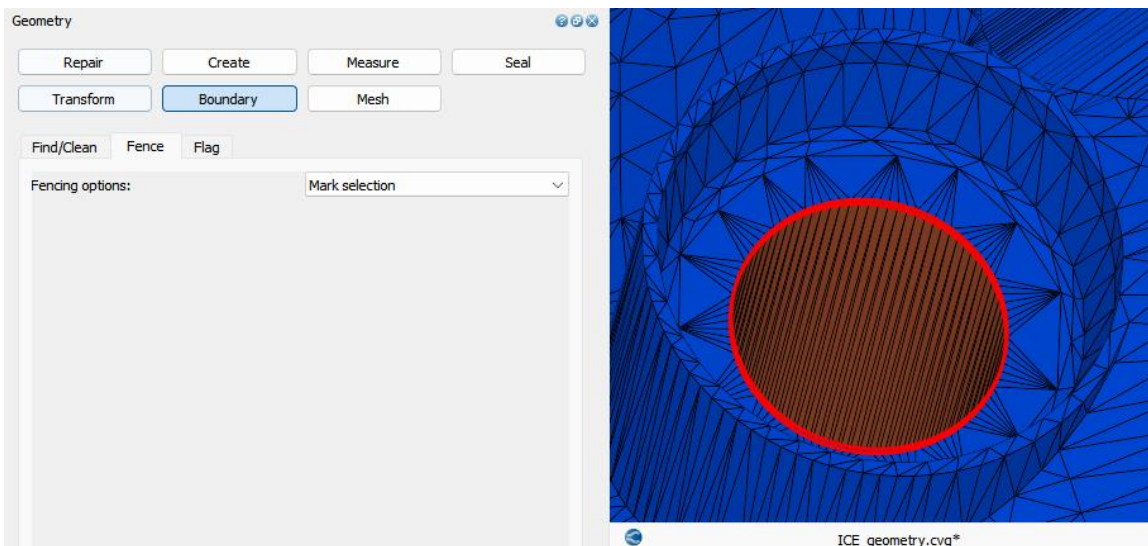 Geometry
Repair Create Measure Seal
Transform Boundary Mesh
Find/Clean Fence Flag
Fencing options: Mark selection
ICE_geometry.cvg*